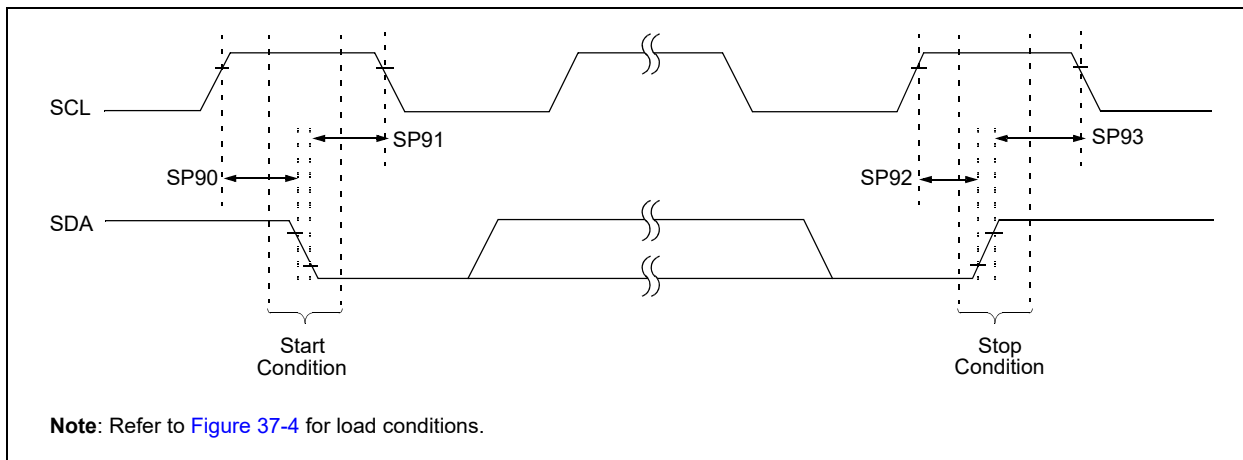 SCL
SP91
SP93
SP90
SP92
SDA
Start
Condition
Stop
Condition
Note: Refer to Figure 37-4 for load conditions.